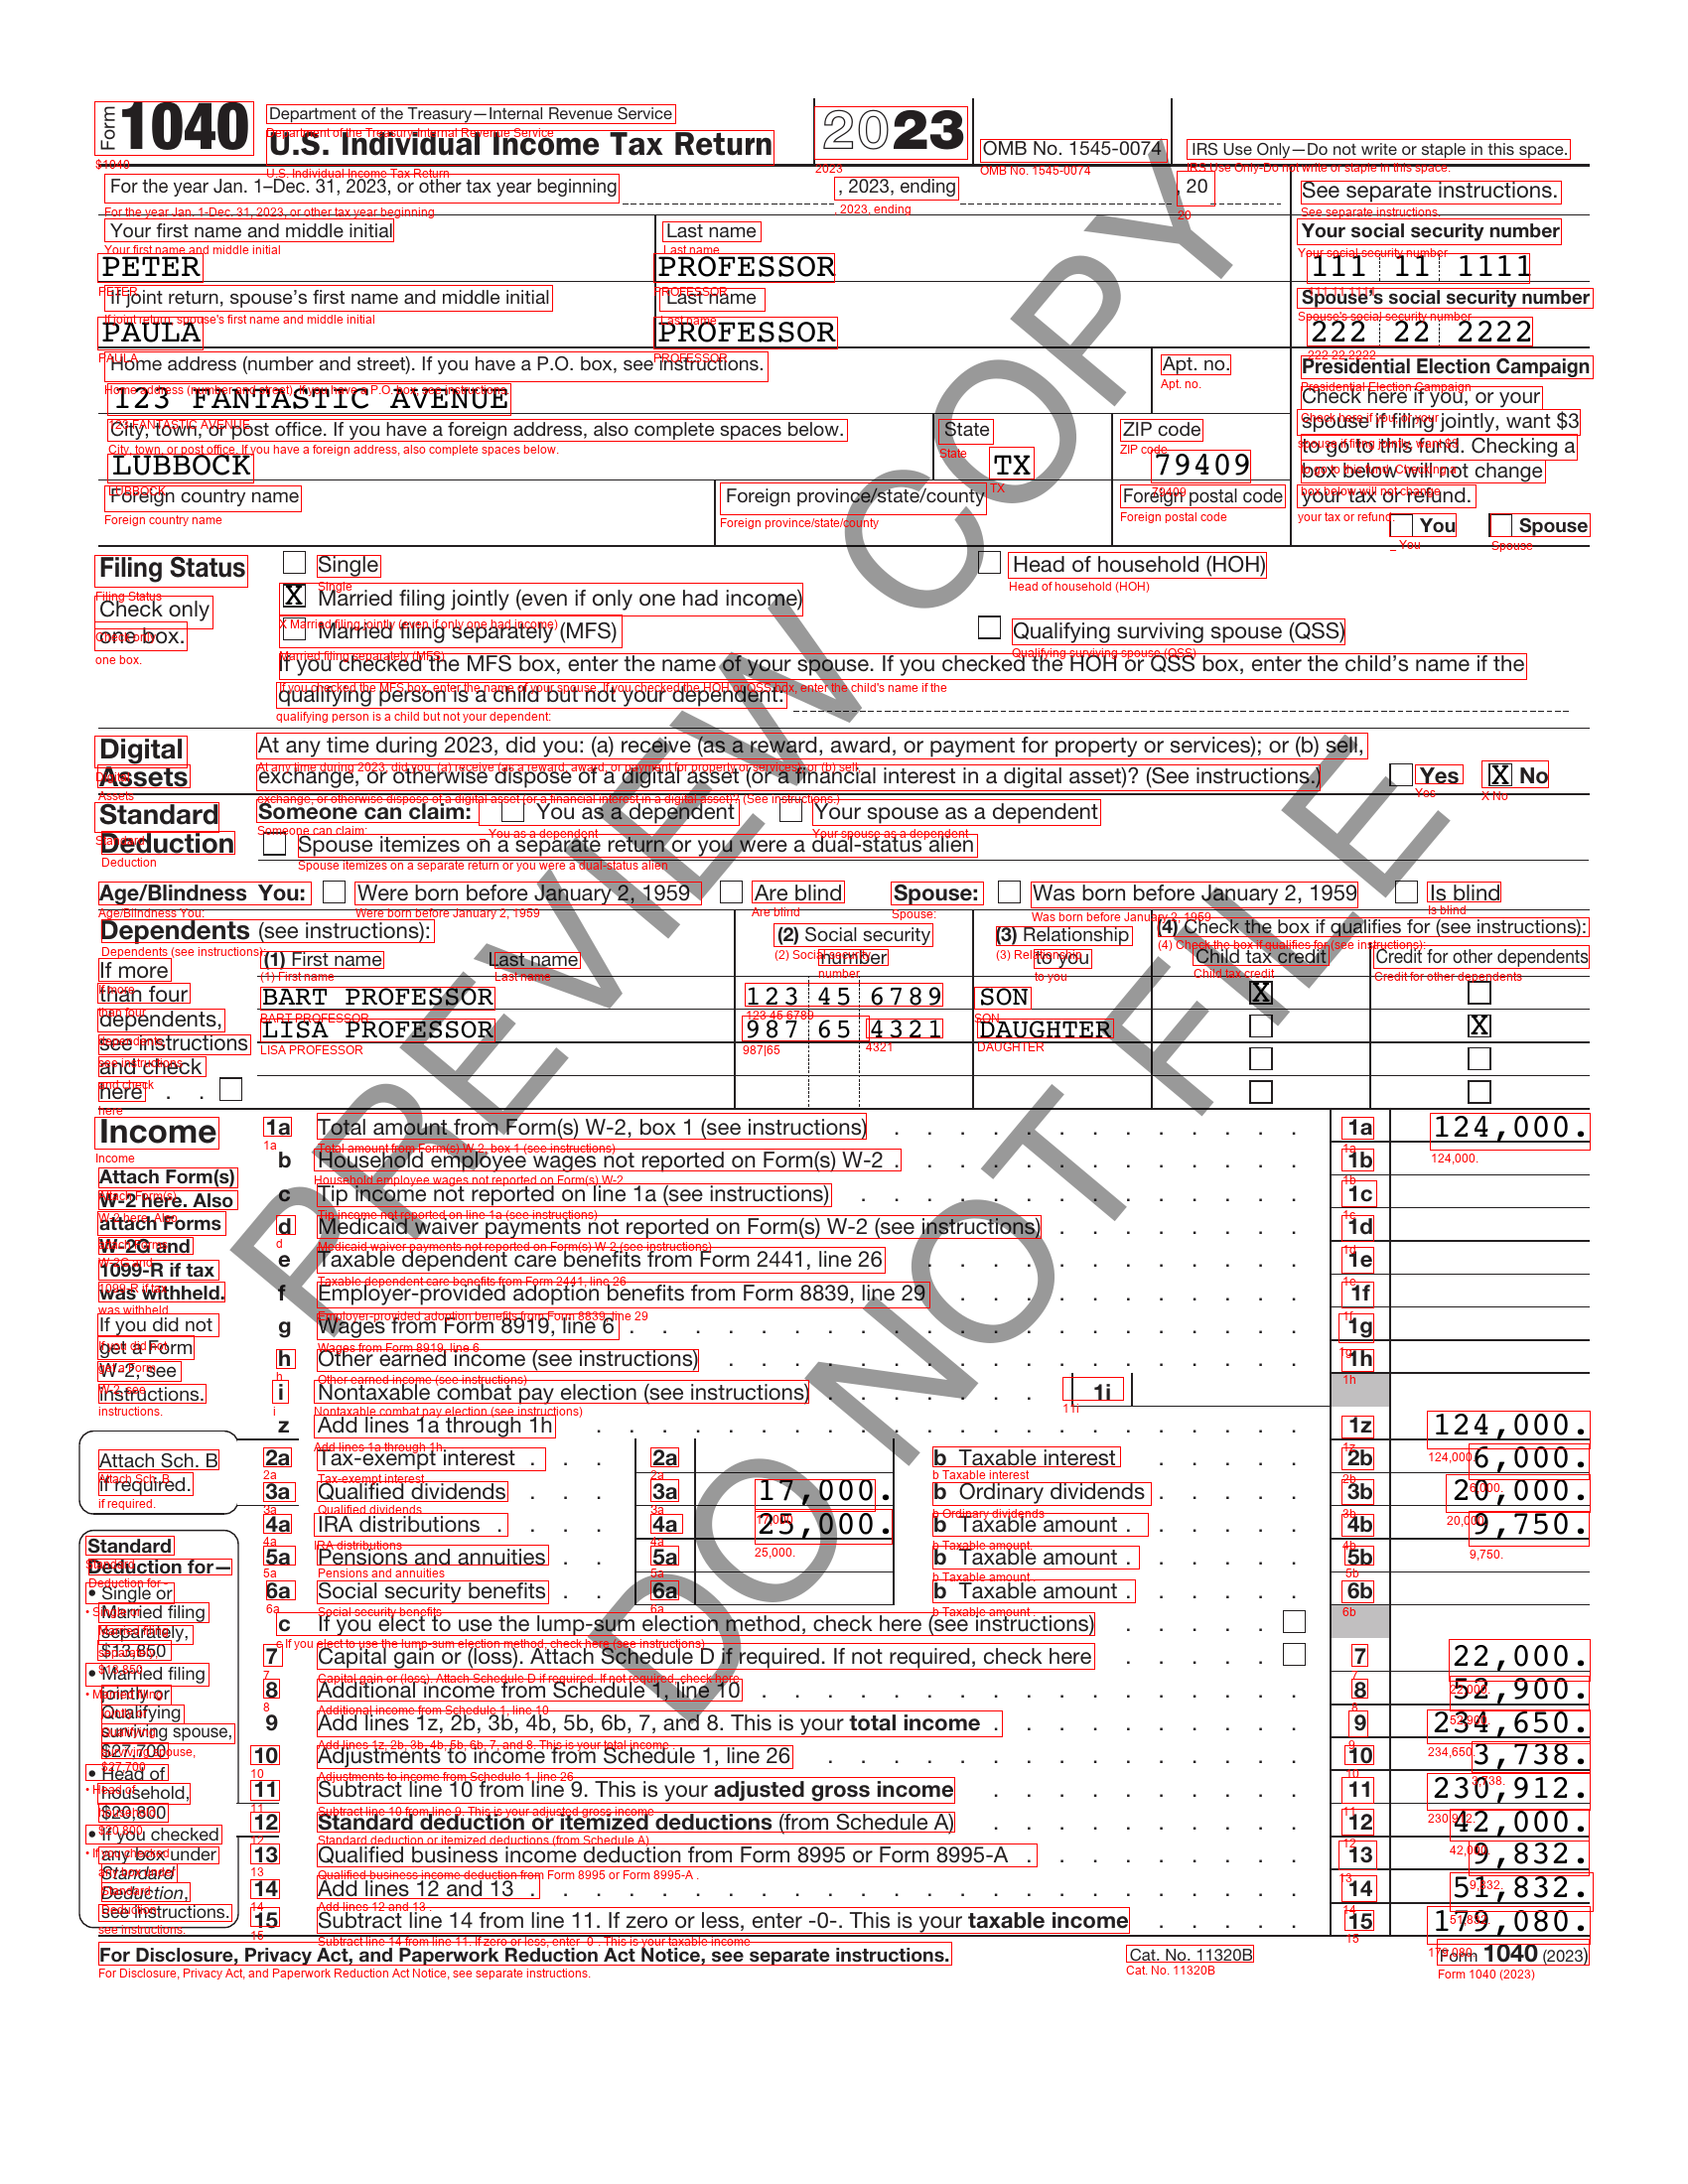 Form 1040 Department of the Treasury—Internal Revenue Service
U.S. Individual Income Tax Return 2023 OMB No. 1545-0074 IRS Use Only—Do not write or staple in this space.
For the year Jan. 1–Dec. 31, 2023, or other tax year beginning , 2023, ending , 20 See separate instructions.
Your first name and middle initial Last name Your social security number
PETER PROFESSOR 111 11 1111
If joint return, spouse's first name and middle initial Last name Spouse's social security number
PAULA PROFESSOR 222 22 2222
Home address (number and street). If you have a P.O. box, see instructions. Apt. no. Presidential Election Campaign
123 FANTASTIC AVENUE Check here if you, or your
City, town, or post office. If you have a foreign address, also complete spaces below. State ZIP code spouse if filing jointly, want $3
LUBBOCK TX 79409 to go to this fund. Checking a
box below will not change
Foreign country name Foreign province/state/county Foreign postal code your tax or refund.
You Spouse
Filing Status Single Head of household (HOH)
Check only X Married filing jointly (even if only one had income)
one box. Married filing separately (MFS) Qualifying surviving spouse (QSS)
If you checked the MFS box, enter the name of your spouse. If you checked the HOH or QSS box, enter the child's name if the
qualifying person is a child but not your dependent:
Digital At any time during 2023, did you: (a) receive (as a reward, award, or payment for property or services); or (b) sell,
Assets exchange, or otherwise dispose of a digital asset (or a financial interest in a digital asset)? (See instructions.) Yes X No
Standard Someone can claim: You as a dependent Your spouse as a dependent
Deduction Spouse itemizes on a separate return or you were a dual-status alien
Age/Blindness You: Were born before January 2, 1959 Are blind Spouse: Was born before January 2, 1959 Is blind
Dependents (see instructions): (2) Social security number (3) Relationship to you (4) Check the box if qualifies for (see instructions):
(1) First name Last name Child tax credit Credit for other dependents
If more
than four
dependents,
see instructions
and check
here . .
BART PROFESSOR 123 45 6789 SON X
LISA PROFESSOR 987 65 4321 DAUGHTER X
Income
Attach Form(s)
W-2 here. Also
attach Forms
W-2G and
1099-R if tax
was withheld.
If you did not
get a Form
W-2, see
instructions.
1a Total amount from Form(s) W-2, box 1 (see instructions) 1a 124,000.
b Household employee wages not reported on Form(s) W-2 1b
c Tip income not reported on line 1a (see instructions) 1c
d Medicaid waiver payments not reported on Form(s) W-2 (see instructions) 1d
e Taxable dependent care benefits from Form 2441, line 26 1e
f Employer-provided adoption benefits from Form 8839, line 29 1f
g Wages from Form 8919, line 6 1g
h Other earned income (see instructions) 1h
i Nontaxable combat pay election (see instructions) 1i
z Add lines 1a through 1h 1z 124,000.
Attach Sch. B
if required.
2a Tax-exempt interest 2a b Taxable interest 2b 6,000.
3a Qualified dividends 3a 17,000. b Ordinary dividends 3b 20,000.
4a IRA distributions 4a 25,000. b Taxable amount 4b 9,750.
5a Pensions and annuities 5a b Taxable amount 5b
6a Social security benefits 6a b Taxable amount 6b
c If you elect to use the lump-sum election method, check here (see instructions)
7 Capital gain or (loss). Attach Schedule D if required. If not required, check here 7 22,000.
8 Additional income from Schedule 1, line 10 8 52,900.
9 Add lines 1z, 2b, 3b, 4b, 5b, 6b, 7, and 8. This is your total income 9 234,650.
10 Adjustments to income from Schedule 1, line 26 10 3,738.
11 Subtract line 10 from line 9. This is your adjusted gross income 11 230,912.
12 Standard deduction or itemized deductions (from Schedule A) 12 42,000.
13 Qualified business income deduction from Form 8995 or Form 8995-A 13 9,832.
14 Add lines 12 and 13 14 51,832.
15 Subtract line 14 from line 11. If zero or less, enter -0-. This is your taxable income 15 179,080.
Standard
Deduction for—
• Single or
Married filing
separately,
$13,850
• Married filing
jointly or
Qualifying
surviving spouse,
$27,700
• Head of
household,
$20,800
• If you checked
any box under
Standard
Deduction,
see instructions.
For Disclosure, Privacy Act, and Paperwork Reduction Act Notice, see separate instructions. Cat. No. 11320B Form 1040 (2023)
PREVIEW COPY
DO NOT FILE